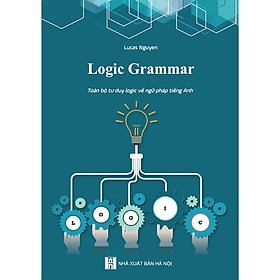 Lucas Nguyen
Logic Grammar
Toàn bộ tư duy logic về ngữ pháp tiếng Anh
L O G I C
NHÀ XUẤT BẢN HÀ NỘI